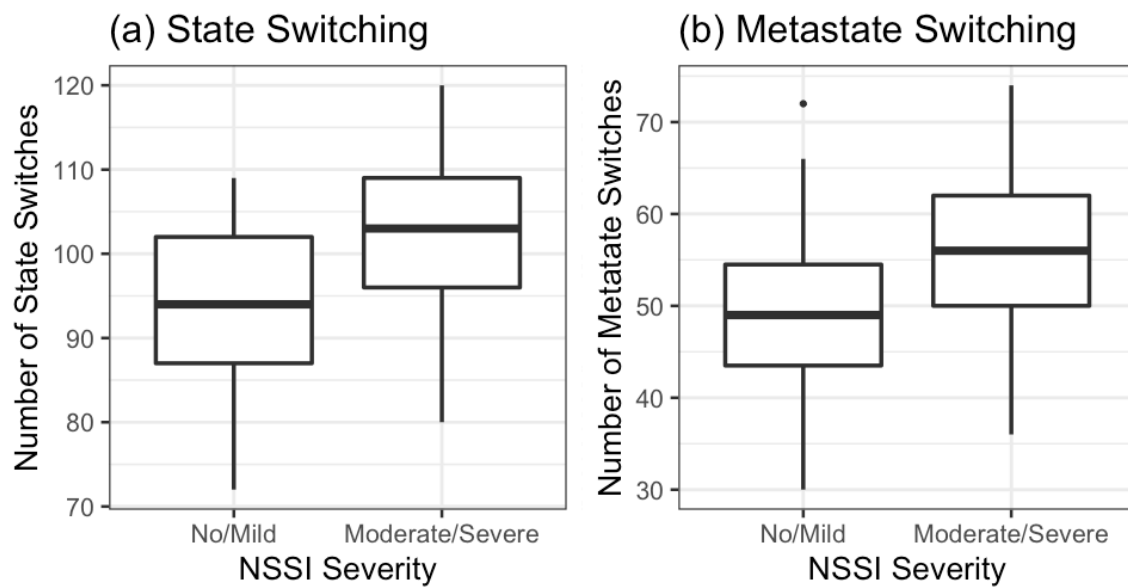 (a) State Switching
Number of State Switches
120
110
100
90
80
70
No/Mild Moderate/Severe
NSSI Severity
(b) Metastate Switching
Number of Metatate Switches
70
60
50
40
30
No/Mild Moderate/Severe
NSSI Severity